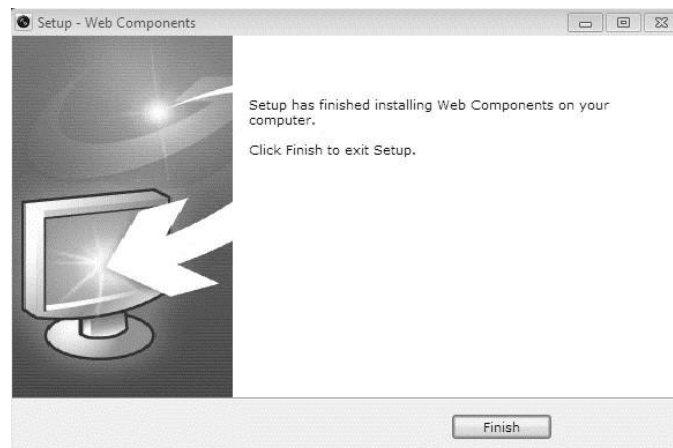 Setup - Web Components
Setup has finished installing Web Components on your
computer.
Click Finish to exit Setup.
Finish